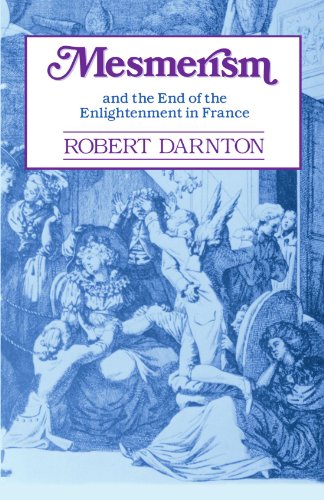 Mesmerism
and the End of the
Enlightenment in France
ROBERT DARNTON